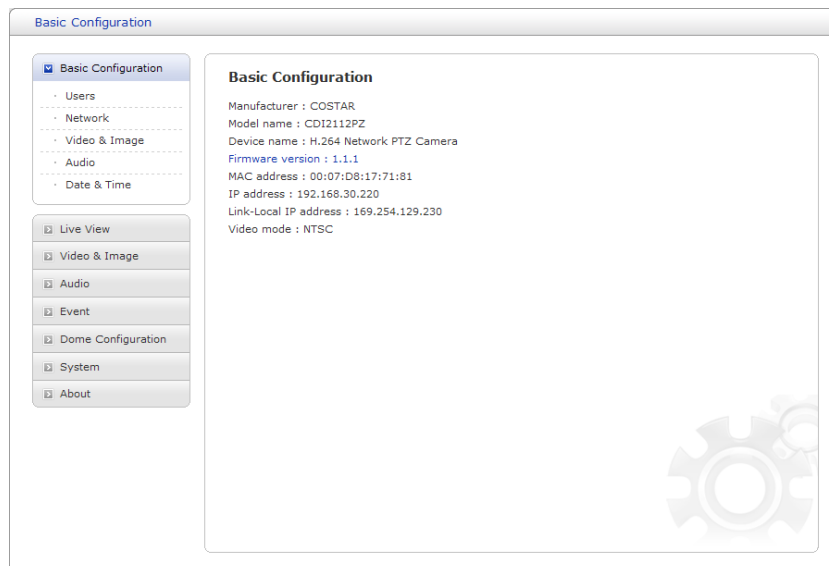 Basic Configuration
Basic Configuration
· Users
· Network
· Video & Image
· Audio
· Date & Time
Live View
Video & Image
Audio
Event
Dome Configuration
System
About
Basic Configuration
Manufacturer : COSTAR
Model name : CDI2112PZ
Device name : H.264 Network PTZ Camera
Firmware version : 1.1.1
MAC address : 00:07:D8:17:71:81
IP address : 192.168.30.220
Link-Local IP address : 169.254.129.230
Video mode : NTSC